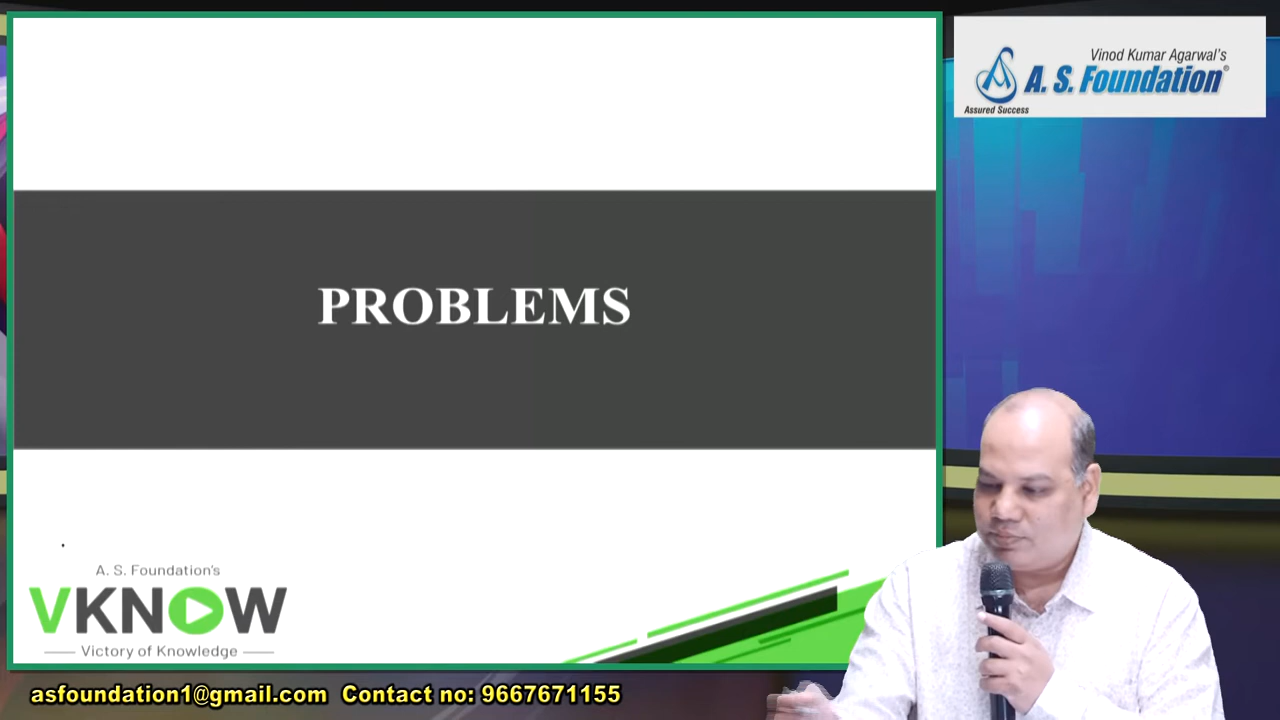 Vinod Kumar Agarwal's
A. S. Foundation®
Assured Success
PROBLEMS
A. S. Foundation's
VKNOW
Victory of Knowledge
asfoundation1@gmail.com Contact no: 9667671155